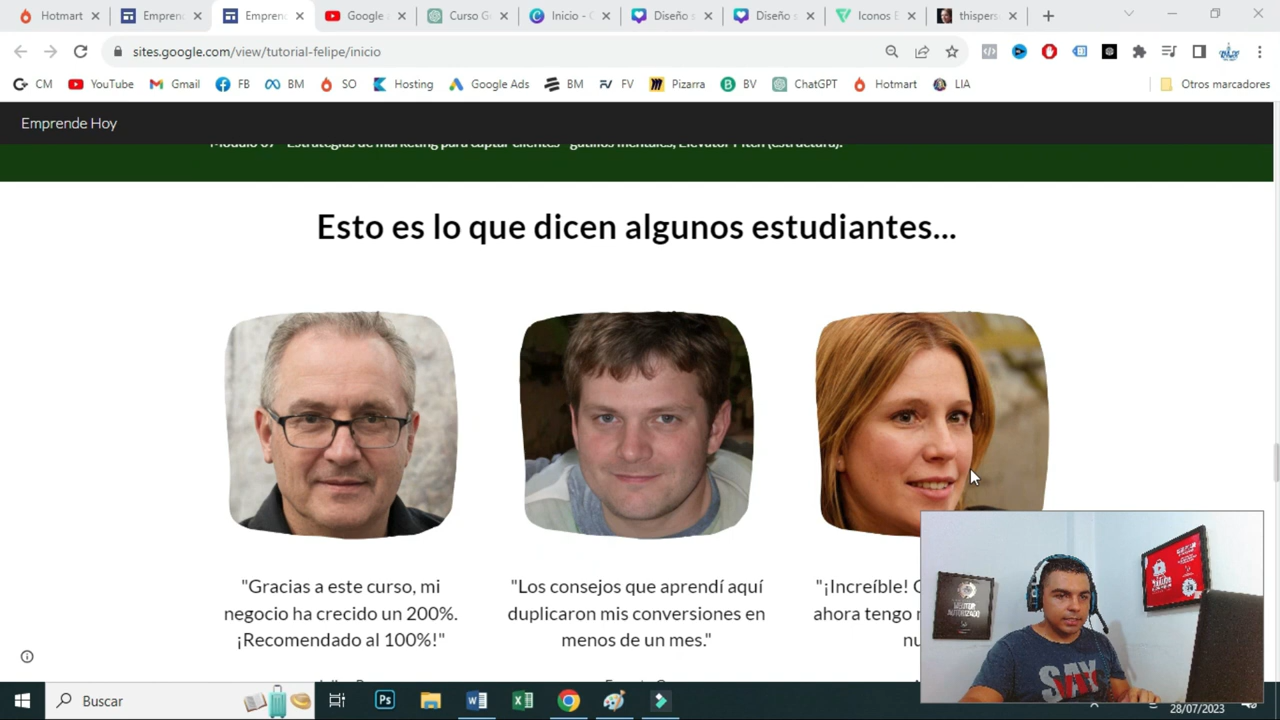 Hotmart
Emprend
Emprend
Google
Curso G
Inicio - C
Diseño
Diseño
Iconos E
thispers
sites.google.com/view/tutorial-felipe/inicio
CM
YouTube
Gmail
FB
BM
SO
Hosting
Google Ads
BM
FV
Pizarra
BV
ChatGPT
Hotmart
LIA
Otros marcadores
Emprende Hoy
Esto es lo que dicen algunos estudiantes...
"Gracias a este curso, mi
negocio ha crecido un 200%.
¡Recomendado al 100%!"
"Los consejos que aprendí aquí
duplicaron mis conversiones en
menos de un mes."
"¡Increíble!
ahora tengo
SAY
Buscar
28/07/2023